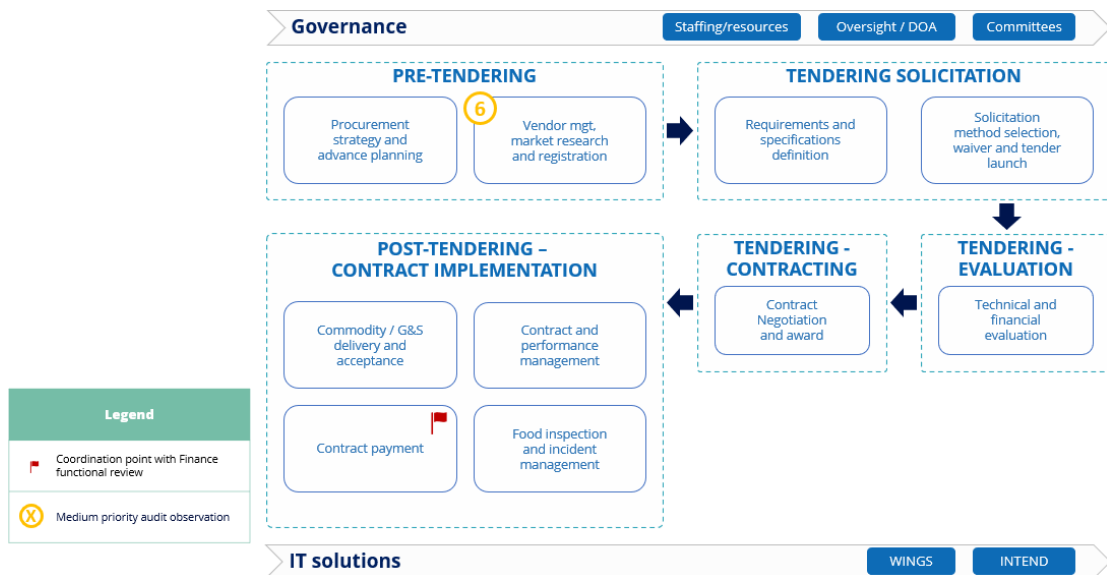 Governance
Staffing/resources
Oversight / DOA
Committees
PRE-TENDERING
Procurement
strategy and
advance planning
6
Vendor mgt,
market research
and registration
TENDERING SOLICITATION
Requirements and
specifications
definition
Solicitation
method selection,
waiver and tender
launch
POST-TENDERING –
CONTRACT IMPLEMENTATION
Commodity / G&S
delivery and
acceptance
Contract and
performance
management
Contract payment
Food inspection
and incident
management
TENDERING -
CONTRACTING
Contract
Negotiation
and award
TENDERING -
EVALUATION
Technical and
financial
evaluation
Legend
Coordination point with Finance
functional review
X
Medium priority audit observation
IT solutions
WINGS
INTEND